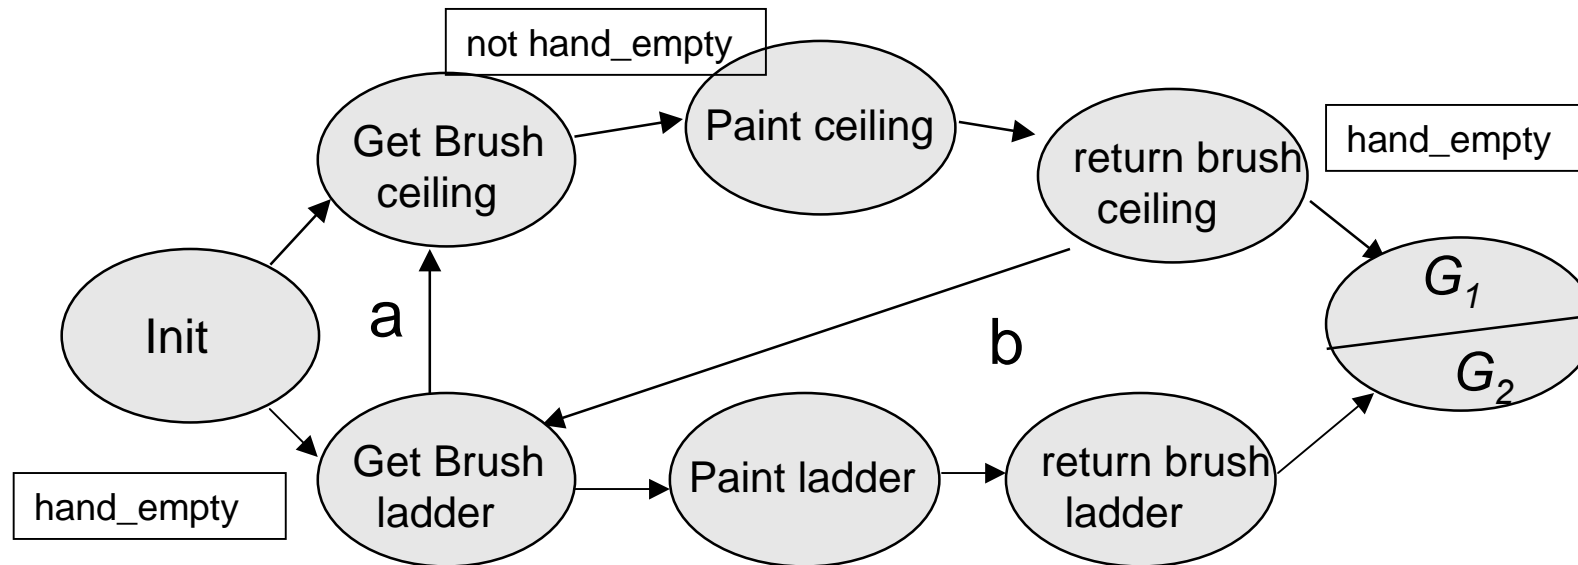 not hand_empty
Get Brush
ceiling
Paint ceiling
return brush
ceiling
hand_empty
Init
a
b
G1
G2
hand_empty
Get Brush
ladder
Paint ladder
return brush
ladder